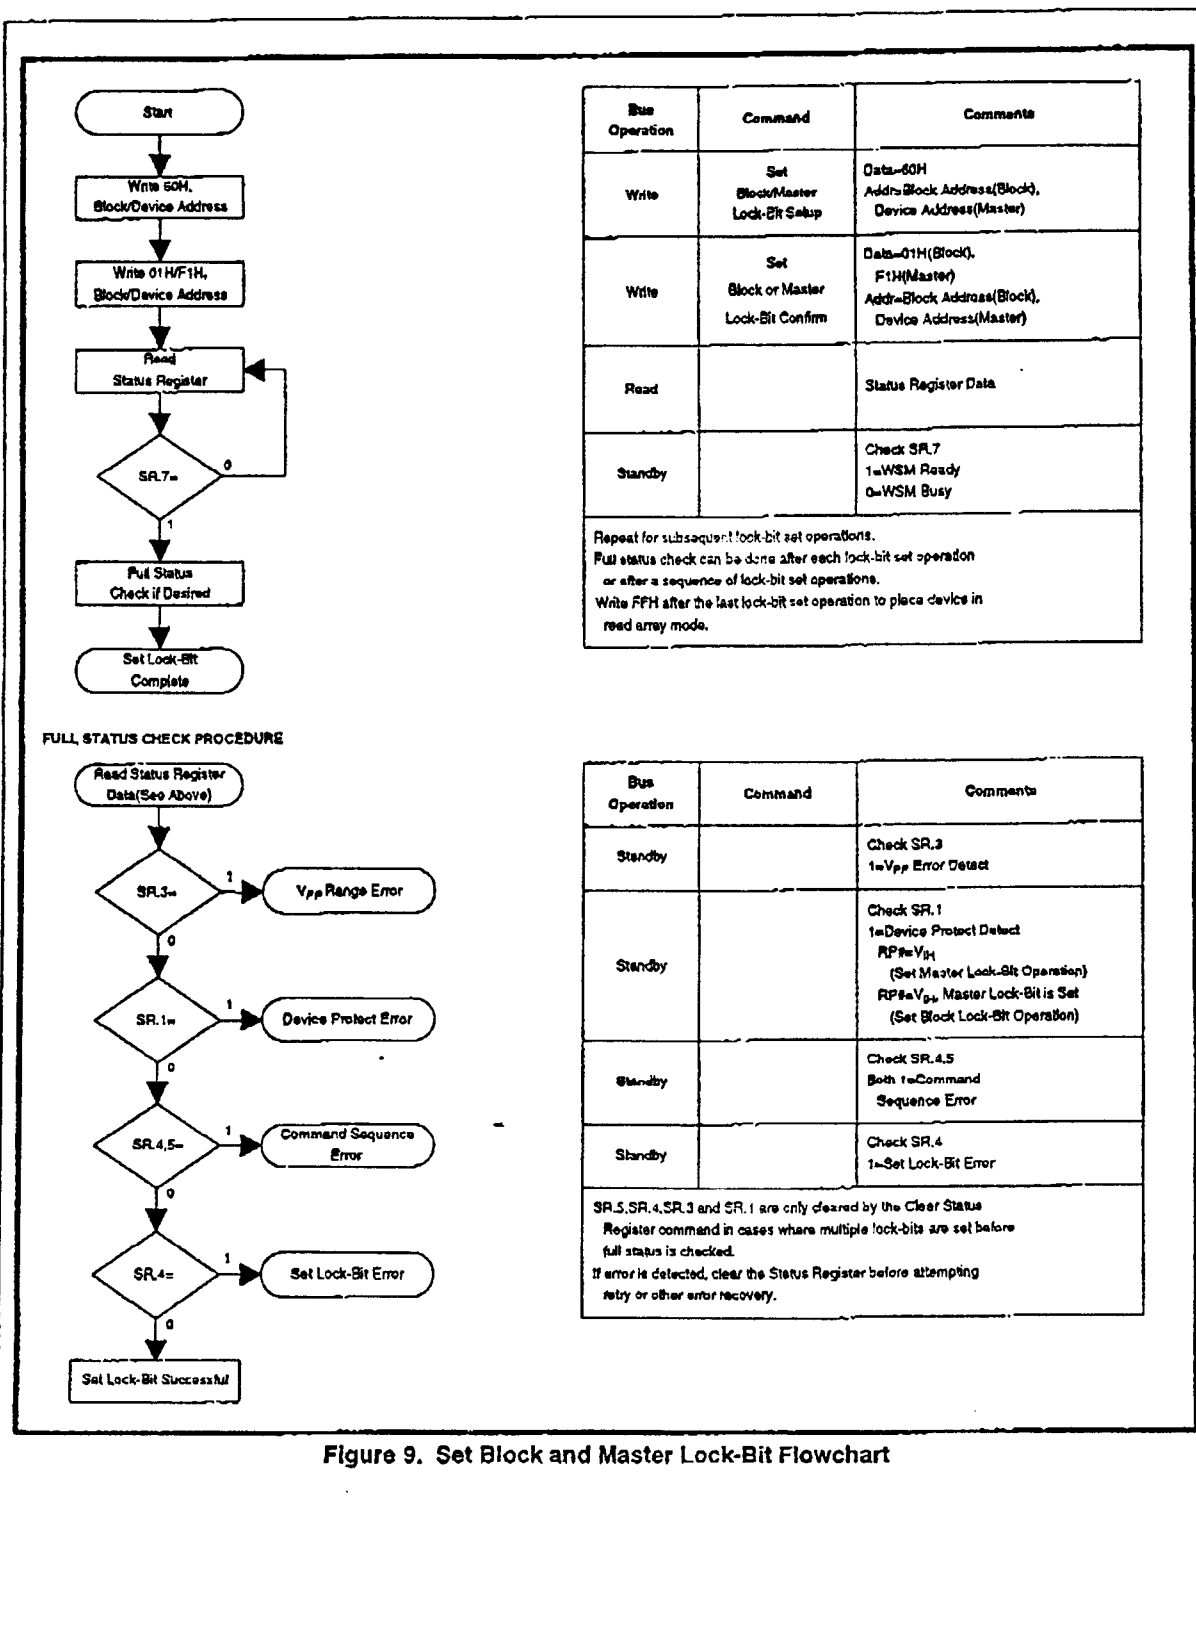 Start
Write 60H,
Block/Device Address
Write 01H/F1H,
Block/Device Address
Read
Status Register
SR.7=
0
1
Full Status
Check if Desired
Set Lock-Bit
Complete
Bus
Operation
Command
Comments
Write
Set
Block/Master
Lock-Bit Setup
Data=60H
Addr=Block Address(Block),
Device Address(Master)
Write
Set
Block or Master
Lock-Bit Confirm
Data=01H(Block),
F1H(Master)
Addr=Block Address(Block),
Device Address(Master)
Read
Status Register Data
Standby
Check SR.7
1=WSM Ready
0=WSM Busy
Repeat for subsequent lock-bit set operations.
Full status check can be done after each lock-bit set operation
or after a sequence of lock-bit set operations.
Write FFH after the last lock-bit set operation to place device in
read array mode.
FULL STATUS CHECK PROCEDURE
Read Status Register
Data(See Above)
SR.3=
1
VPP Range Error
0
SR.1=
1
Device Protect Error
0
SR.4,5=
1
Command Sequence
Error
0
SR.4=
1
Set Lock-Bit Error
0
Set Lock-Bit Successful
Bus
Operation
Command
Comments
Standby
Check SR.3
1=VPP Error Detect
Standby
Check SR.1
1=Device Protect Detect
RP#=VIH
(Set Master Lock-Bit Operation)
RP#=VIH, Master Lock-Bit is Set
(Set Block Lock-Bit Operation)
Standby
Check SR.4,5
Both 1=Command
Sequence Error
Standby
Check SR.4
1=Set Lock-Bit Error
SR.5,SR.4,SR.3 and SR.1 are only cleared by the Clear Status
Register command in cases where multiple lock-bits are set before
full status is checked.
If error is detected, clear the Status Register before attempting
retry or other error recovery.
Figure 9. Set Block and Master Lock-Bit Flowchart